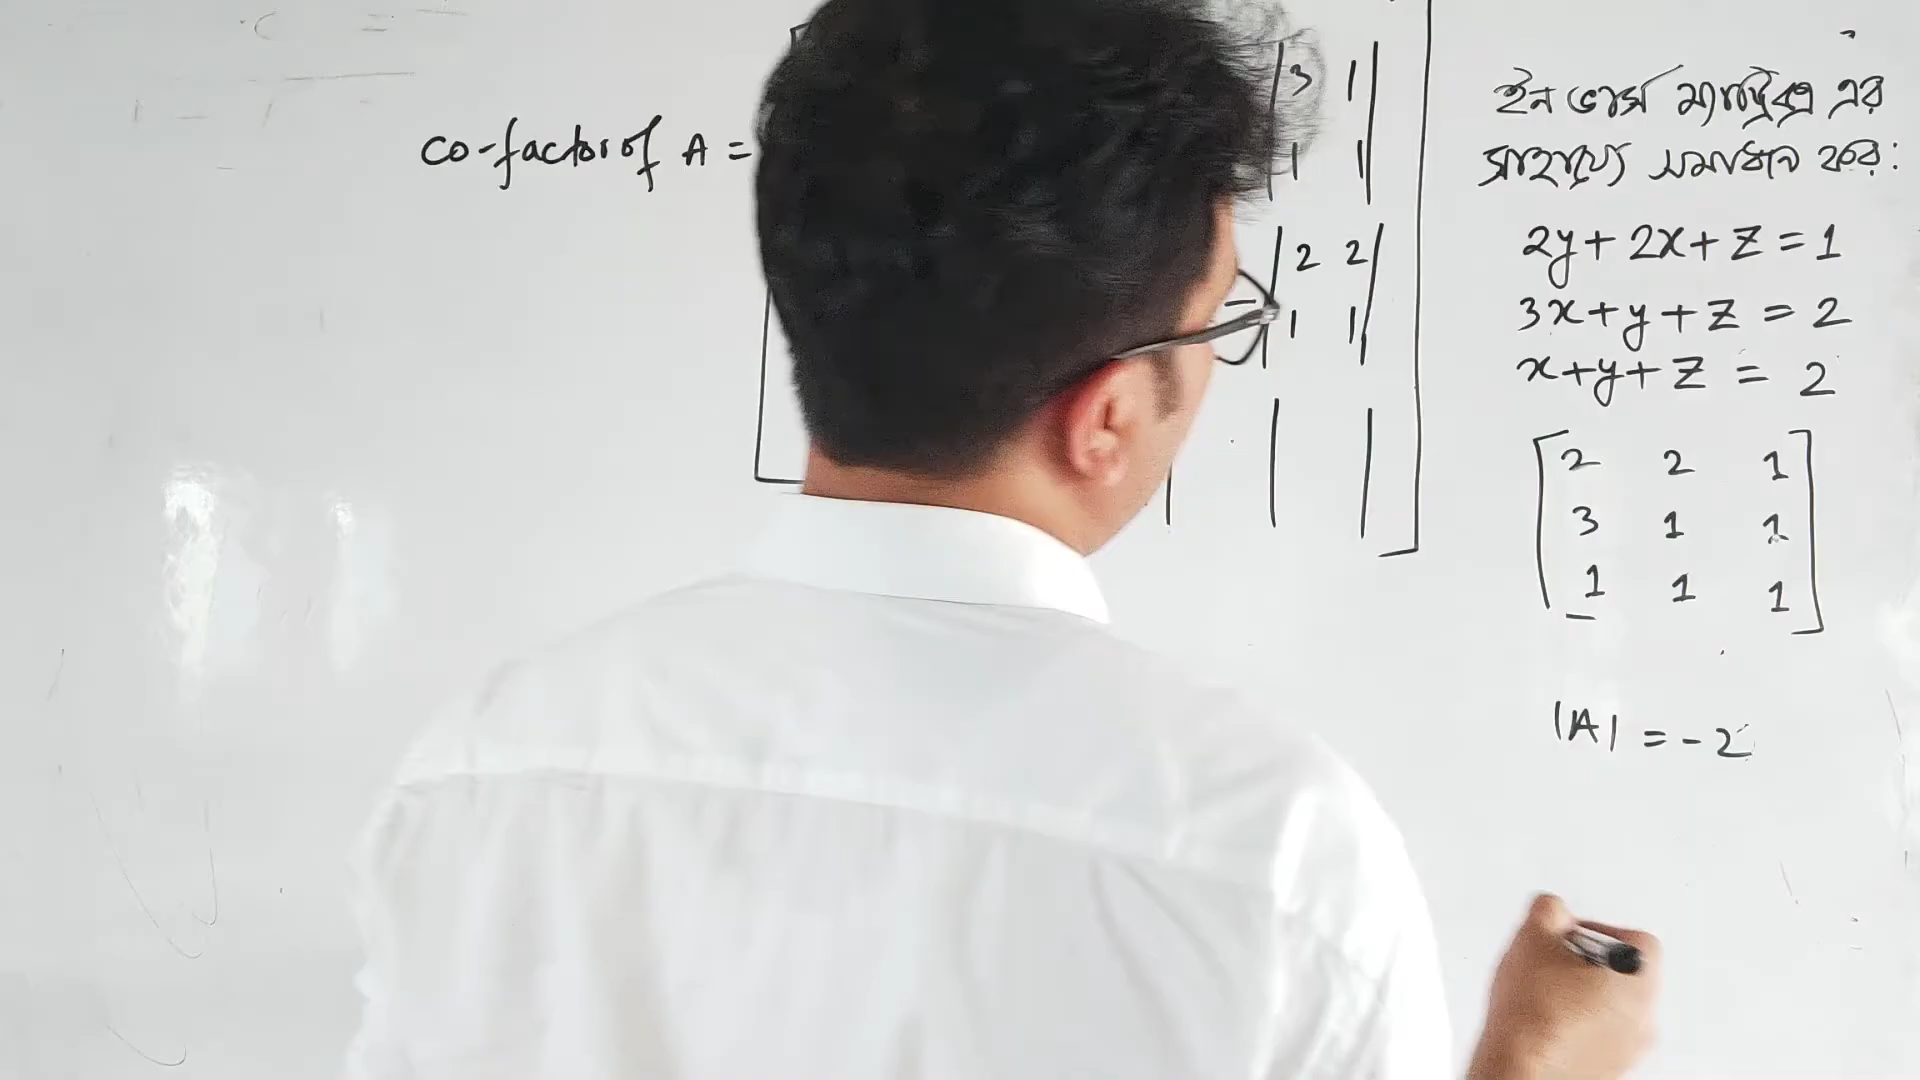 co-factor of A =
| 3 1 |
| 1 1 |
- | 2 2 |
| 1 1 |
ইনভার্স ম্যাট্রিক্স এর
সাহায্যে সমাধান কর:
2y + 2x + z = 1
3x + y + z = 2
x + y + z = 2
2 2 1
3 1 1
1 1 1
|A| = -2